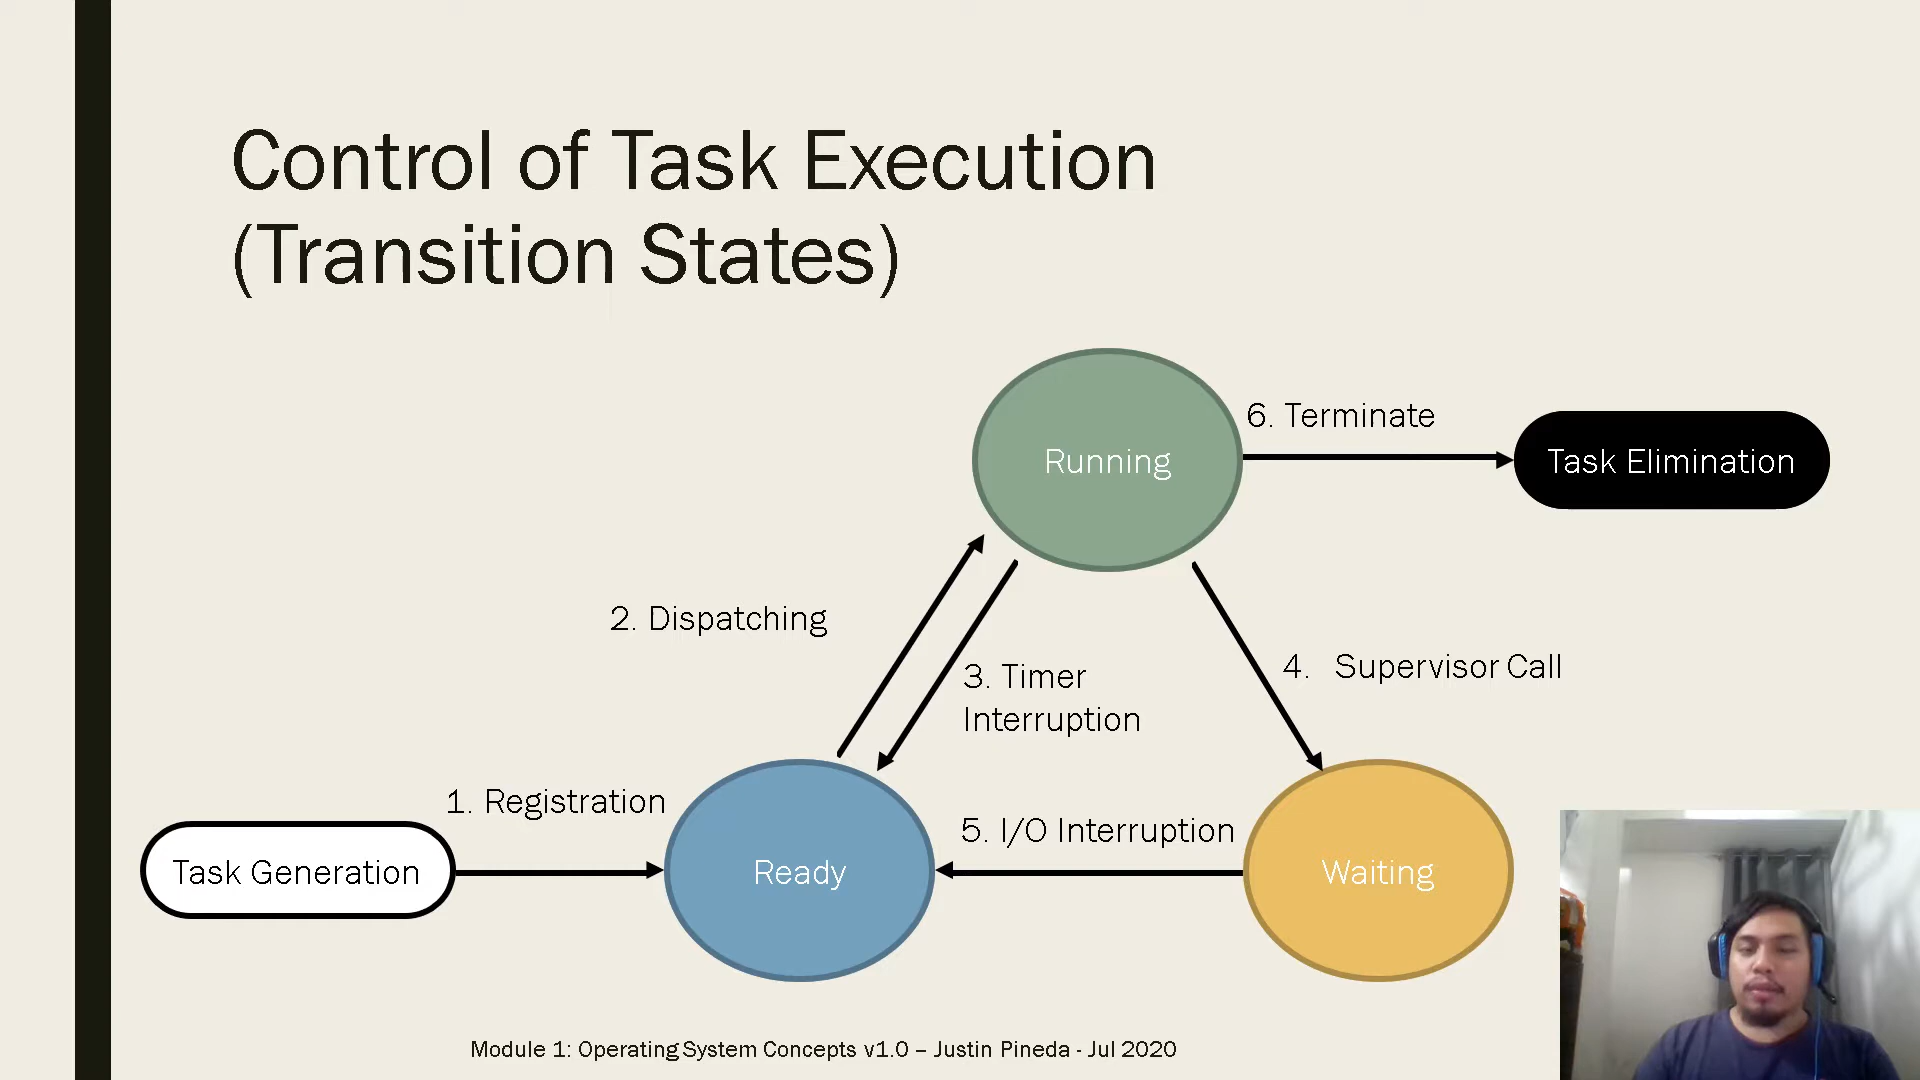 Control of Task Execution
(Transition States)
Running
6. Terminate
Task Elimination
2. Dispatching
3. Timer
Interruption
4. Supervisor Call
1. Registration
5. I/O Interruption
Task Generation
Ready
Waiting
Module 1: Operating System Concepts v1.0 – Justin Pineda - Jul 2020